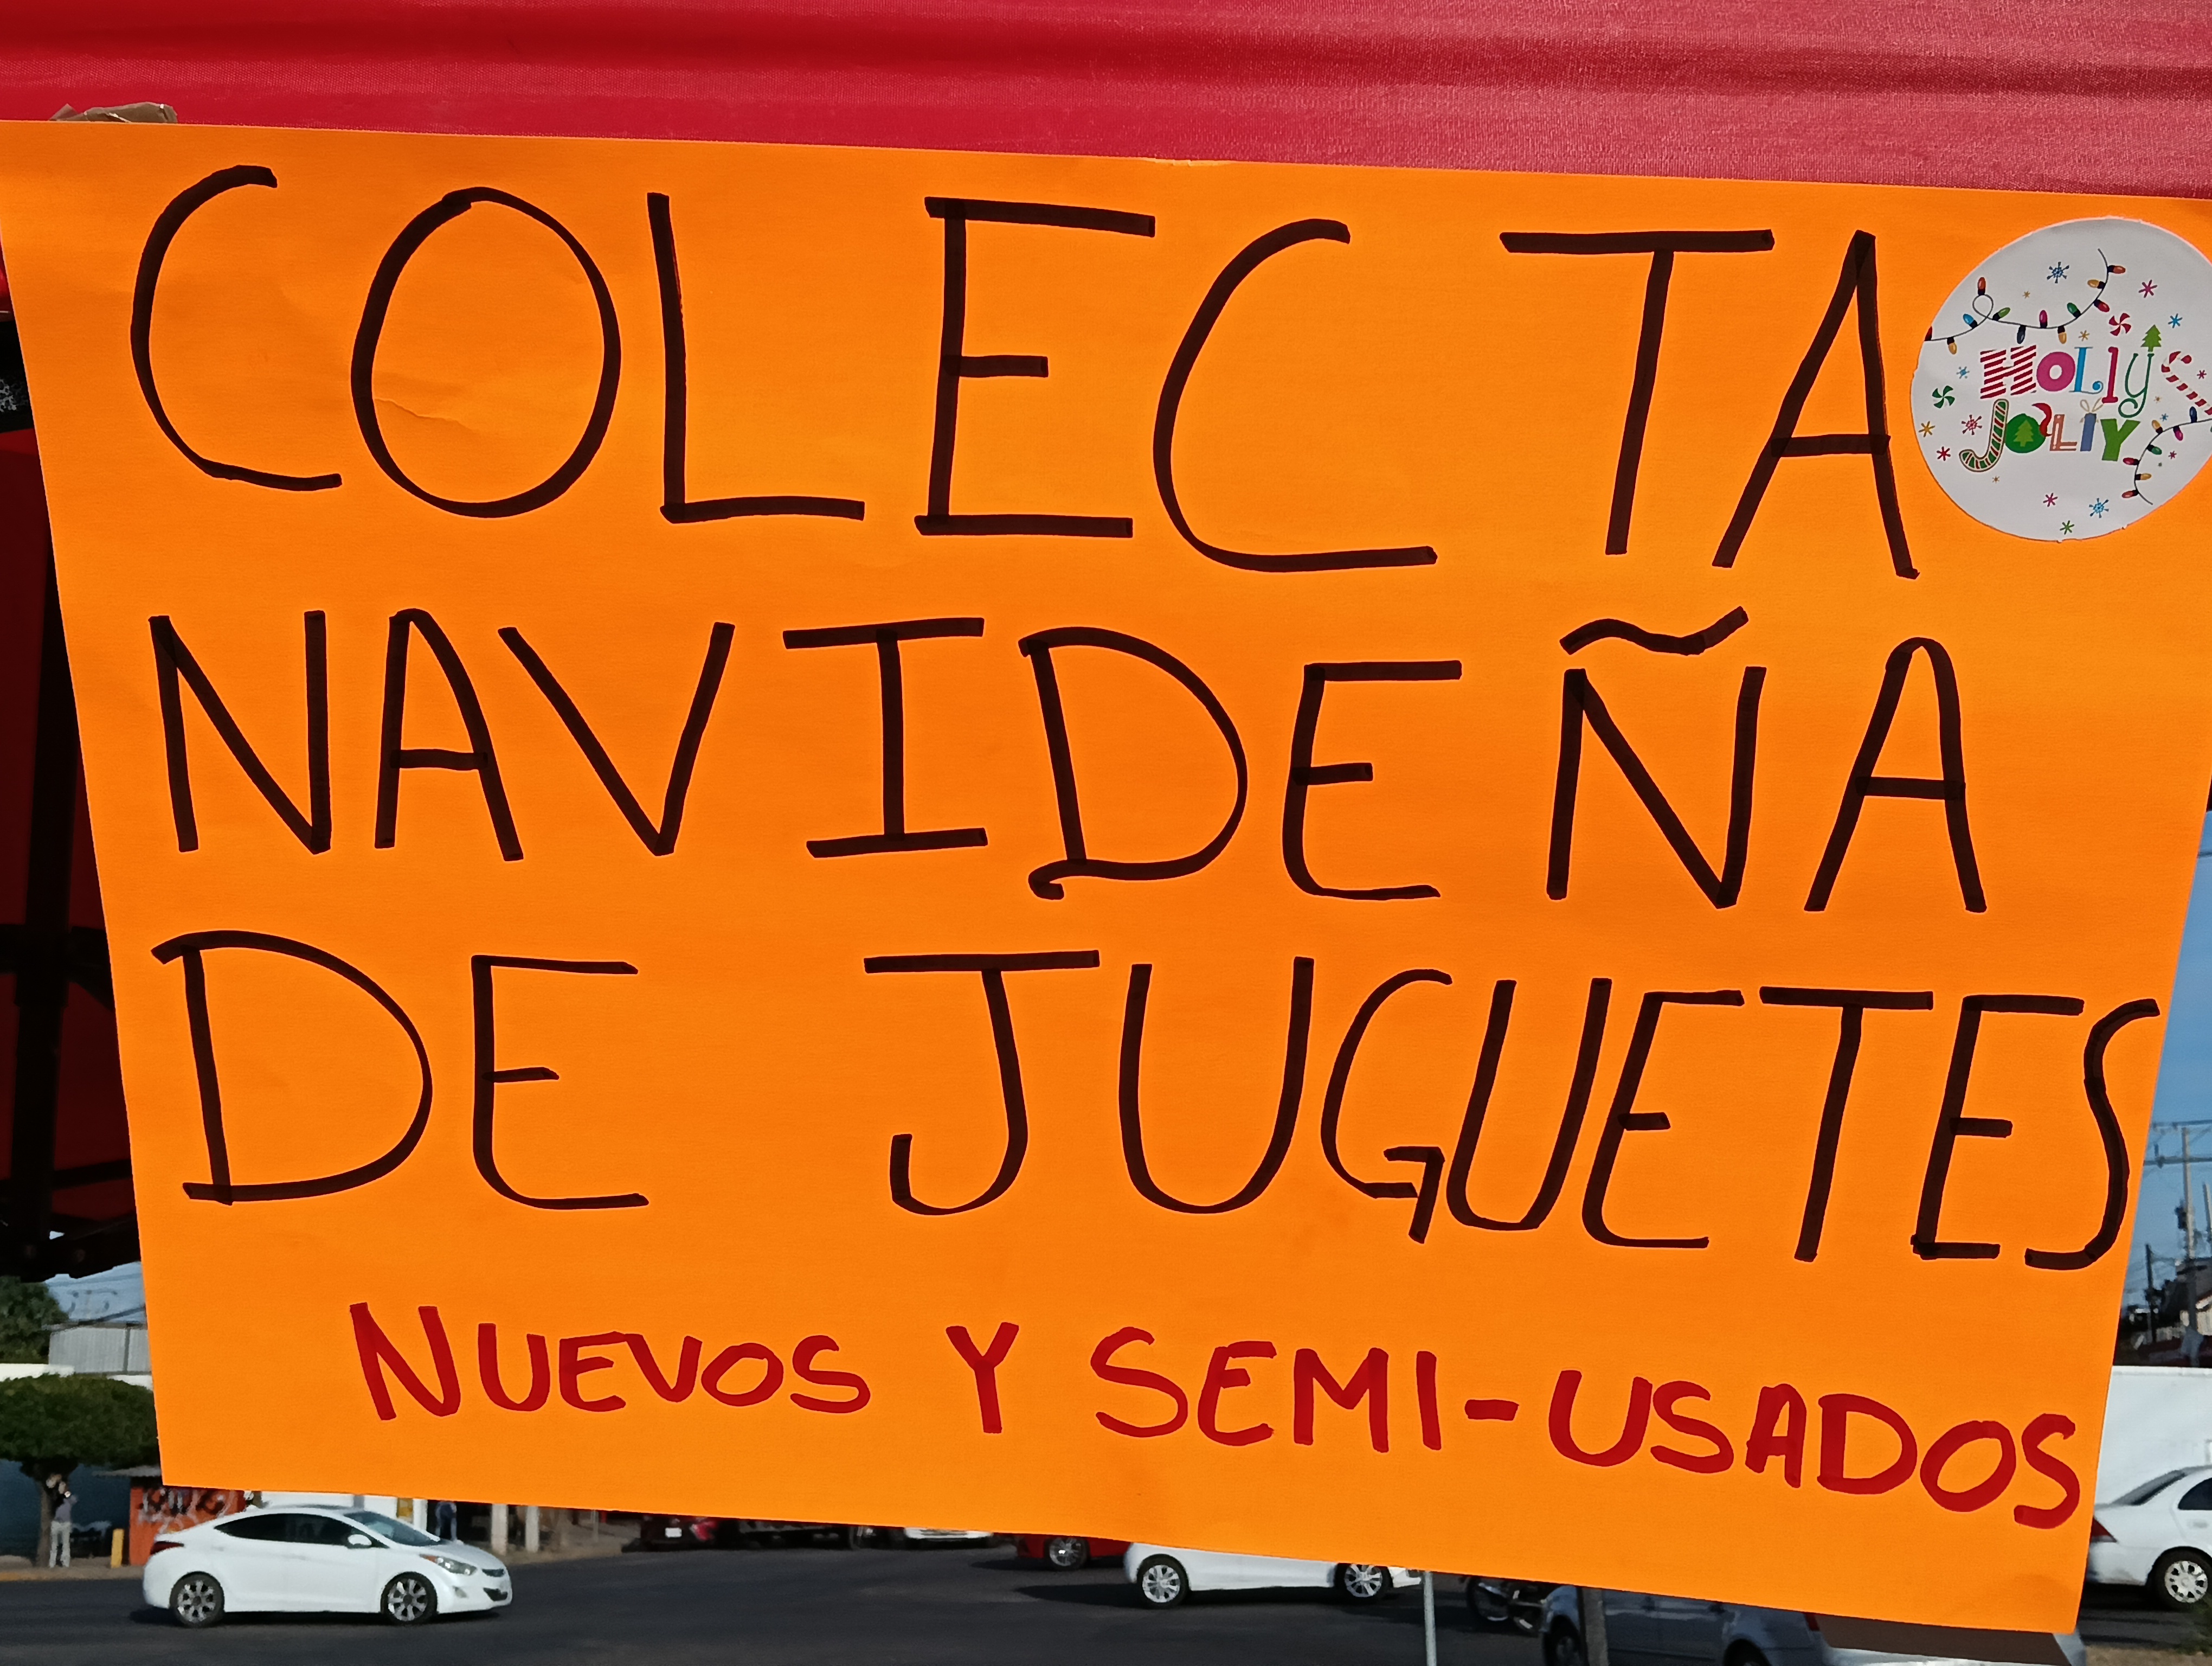 COLECTA
HOLLY'S
JOLLY
NAVIDEÑA
DE JUGUETES
NUEVOS Y SEMI-USADOS